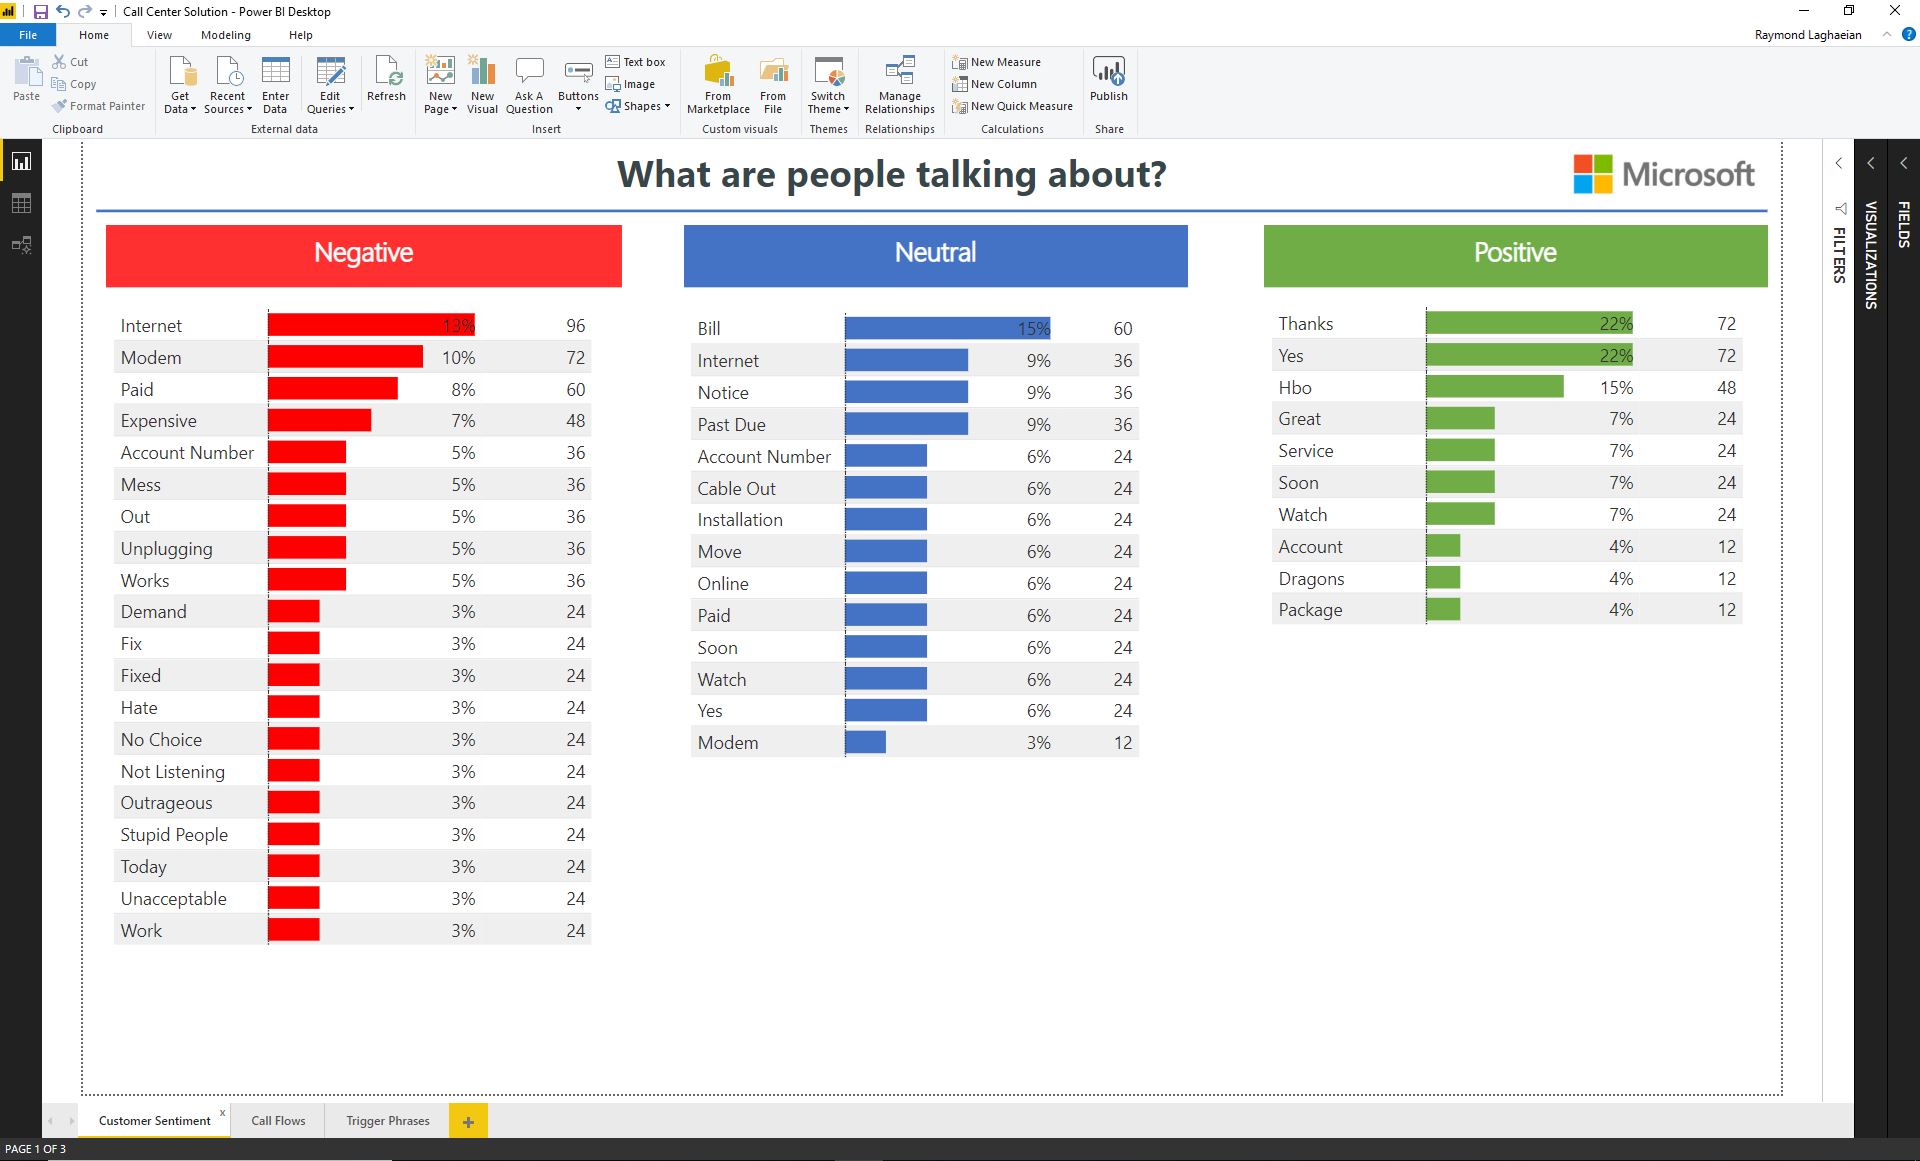 Call Center Solution - Power BI Desktop
File Home View Modeling Help Raymond Laghaeian ?
Paste
Cut
Copy
Format Painter
Clipboard
Get Data
Recent Sources
Enter Data
Edit Queries
Refresh
External data
New Page
New Visual
Ask A Question
Buttons
Text box
Image
Shapes
Insert
From Marketplace
From File
Custom visuals
Switch Theme
Themes
Manage Relationships
Relationships
New Measure
New Column
New Quick Measure
Calculations
Publish
Share
What are people talking about?
Microsoft
Negative
Internet 13% 96
Modem 10% 72
Paid 8% 60
Expensive 7% 48
Account Number 5% 36
Mess 5% 36
Out 5% 36
Unplugging 5% 36
Works 5% 36
Demand 3% 24
Fix 3% 24
Fixed 3% 24
Hate 3% 24
No Choice 3% 24
Not Listening 3% 24
Outrageous 3% 24
Stupid People 3% 24
Today 3% 24
Unacceptable 3% 24
Work 3% 24
Neutral
Bill 15% 60
Internet 9% 36
Notice 9% 36
Past Due 9% 36
Account Number 6% 24
Cable Out 6% 24
Installation 6% 24
Move 6% 24
Online 6% 24
Paid 6% 24
Soon 6% 24
Watch 6% 24
Yes 6% 24
Modem 3% 12
Positive
Thanks 22% 72
Yes 22% 72
Hbo 15% 48
Great 7% 24
Service 7% 24
Soon 7% 24
Watch 7% 24
Account 4% 12
Dragons 4% 12
Package 4% 12
FILTERS
VISUALIZATIONS
FIELDS
Customer Sentiment x Call Flows Trigger Phrases +
PAGE 1 OF 3